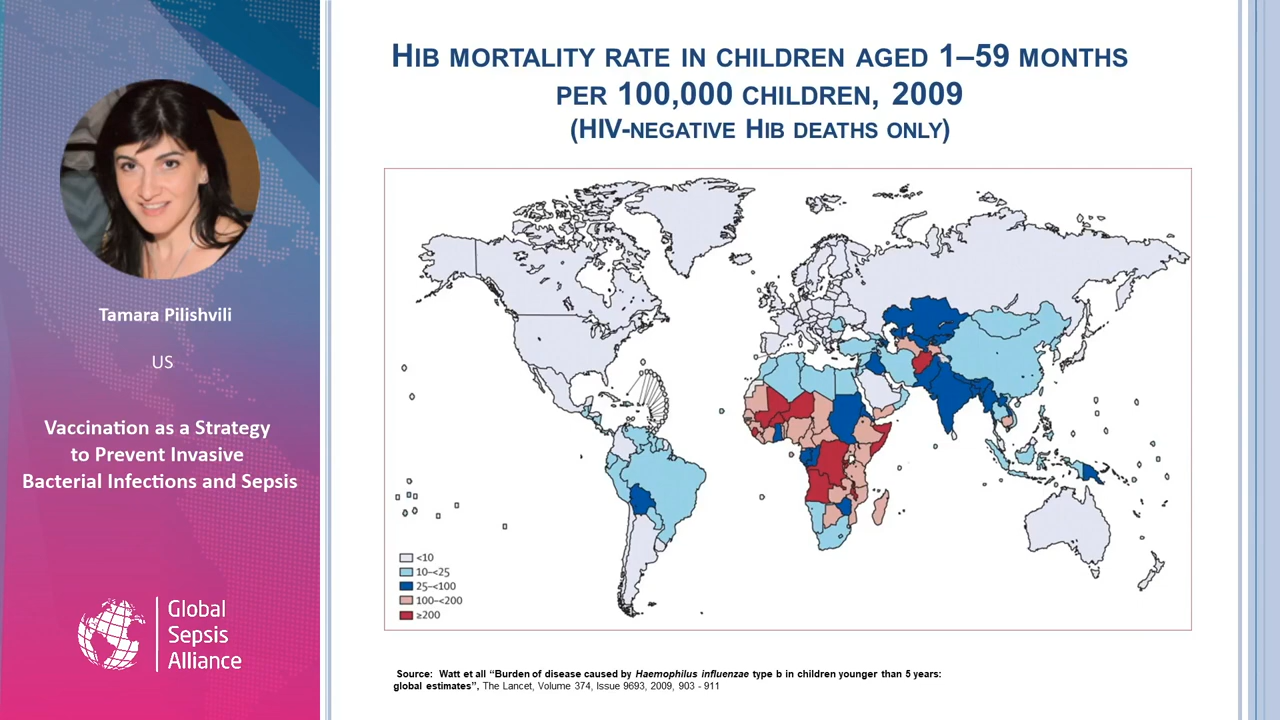 Tamara Pilishvili
US
Vaccination as a Strategy
to Prevent Invasive
Bacterial Infections and Sepsis
Global
Sepsis
Alliance
HIB MORTALITY RATE IN CHILDREN AGED 1–59 MONTHS
PER 100,000 CHILDREN, 2009
(HIV-NEGATIVE HIB DEATHS ONLY)
<10
10–<25
25–<100
100–<200
≥200
Source: Watt et all “Burden of disease caused by Haemophilus influenzae type b in children younger than 5 years:
global estimates”, The Lancet, Volume 374, Issue 9693, 2009, 903 - 911